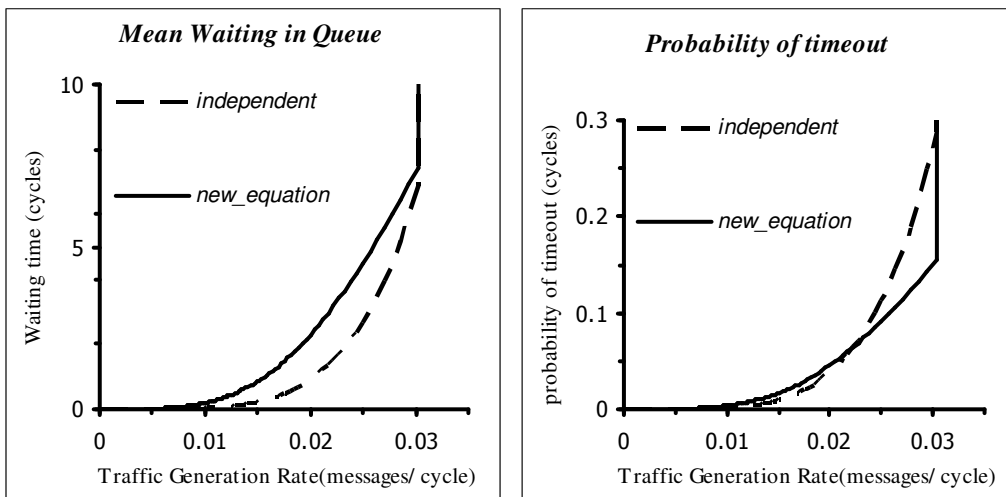 Mean Waiting in Queue
10
independent
Waiting time (cycles)
new_equation
5
0
0
0.01
0.02
0.03
Traffic Generation Rate(messages/ cycle)
Probability of timeout
0.3
independent
probability of timeout (cycles)
0.2
new_equation
0.1
0
0
0.01
0.02
0.03
Traffic Generation Rate(messages/ cycle)